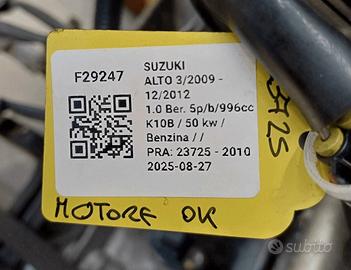 F29247
SUZUKI
ALTO 3/2009 -
12/2012
1.0 Ber. 5p/b/996cc
K10B / 50 kw /
Benzina / /
PRA: 23725 - 2010
2025-08-27
MOTORE OK
subito